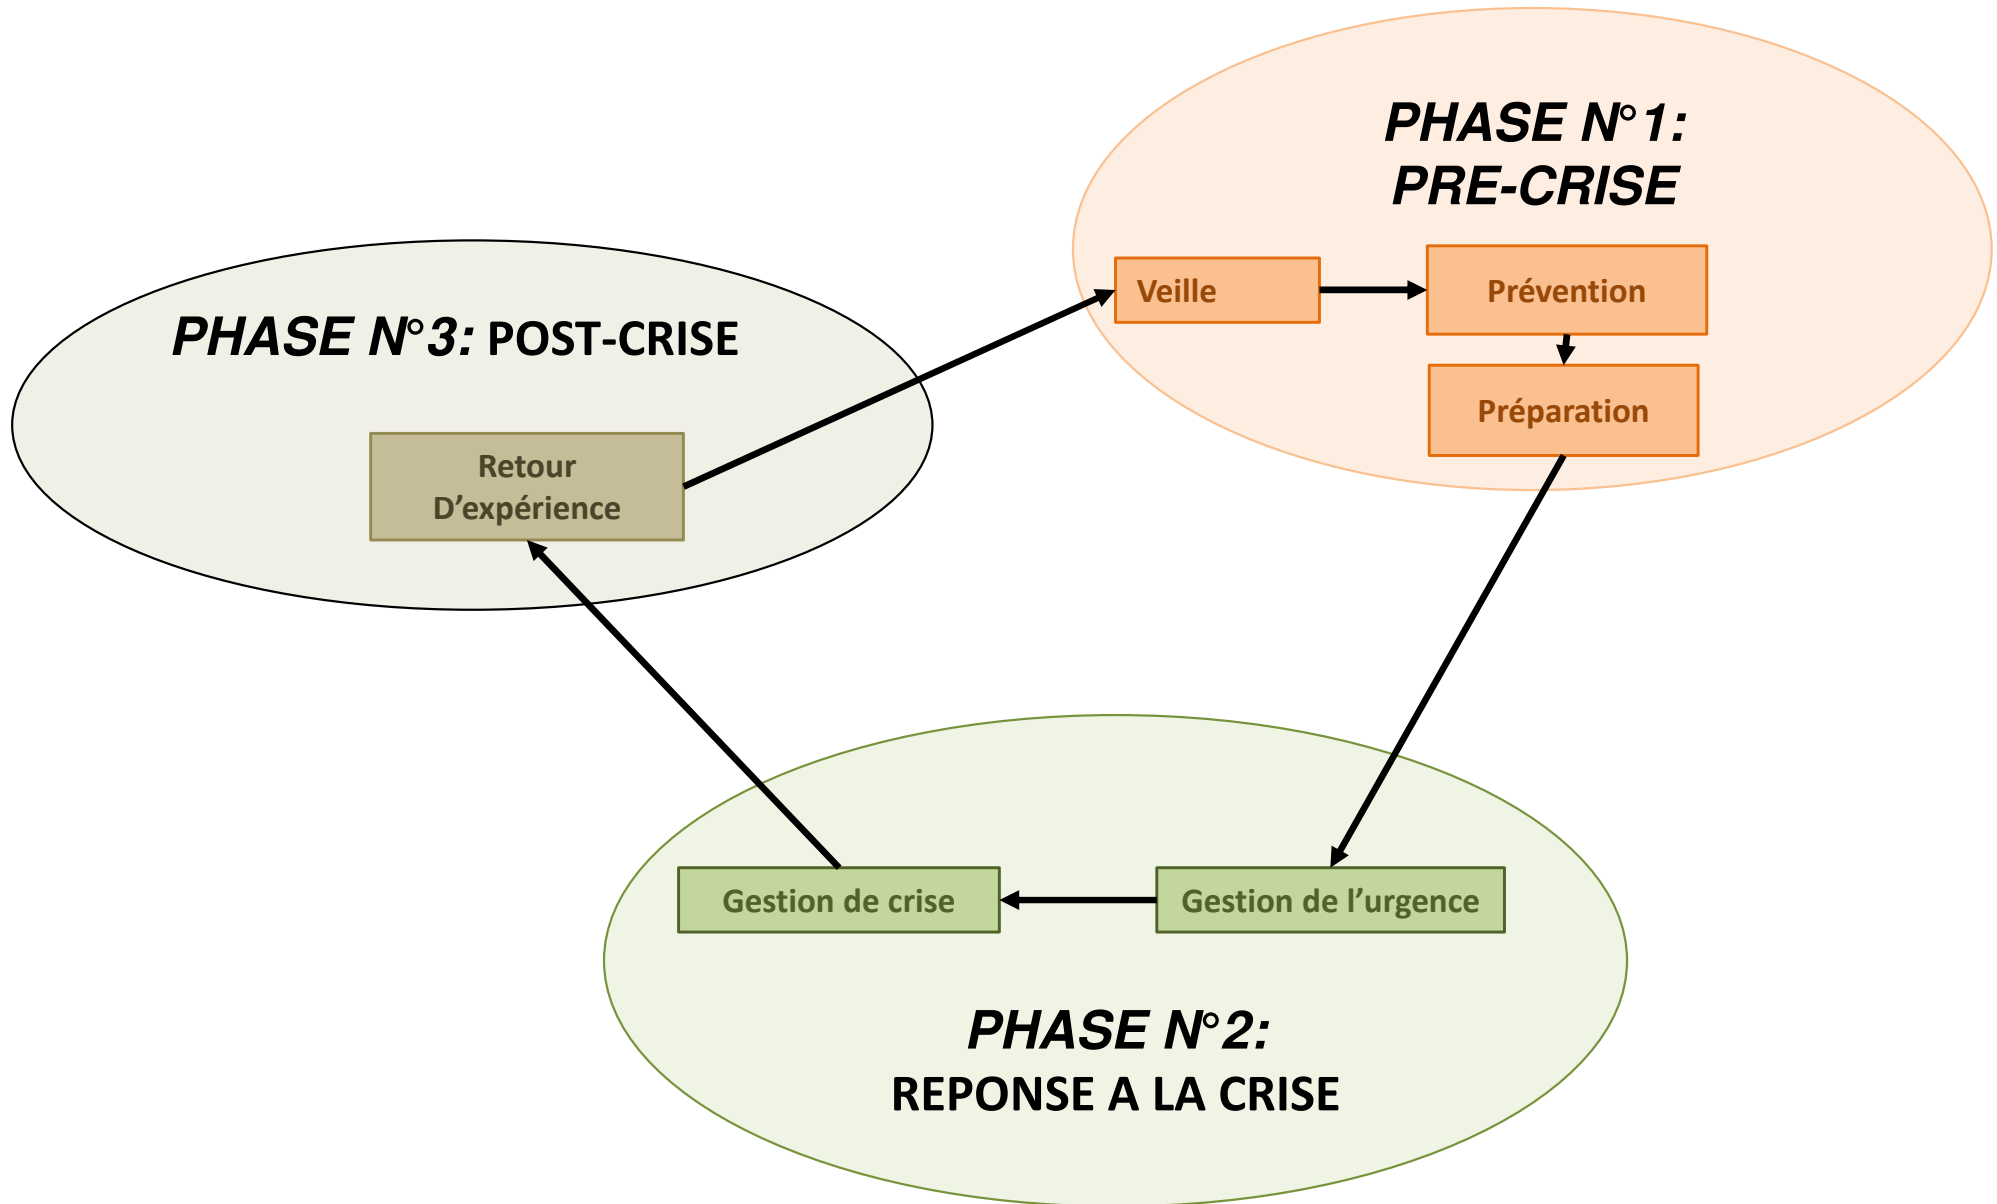 PHASE N°1:
PRE-CRISE
Veille
Prévention
Préparation
PHASE N°3: POST-CRISE
Retour
D’expérience
Gestion de crise
Gestion de l’urgence
PHASE N°2:
REPONSE A LA CRISE